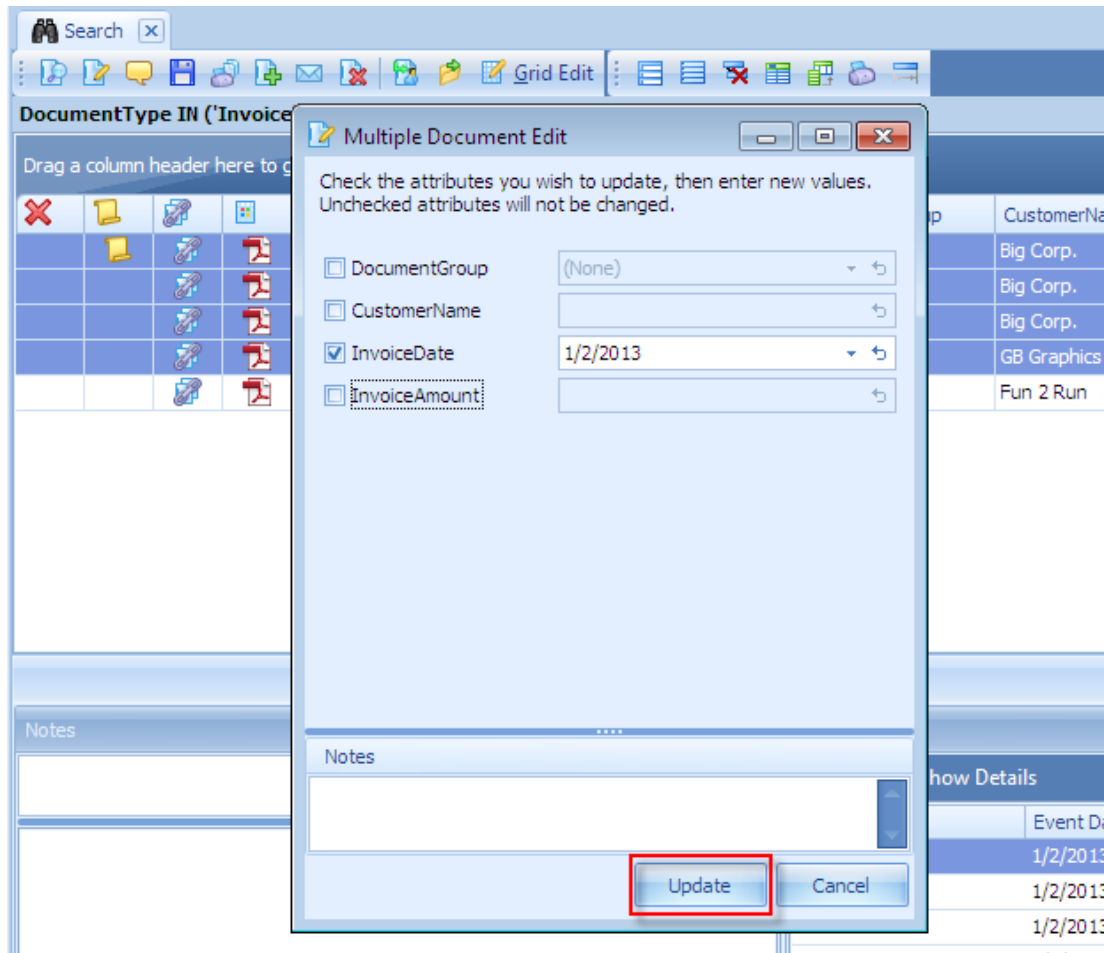 Search
Grid Edit
DocumentType IN ('Invoice
Drag a column header here to g
CustomerNa
Big Corp.
Big Corp.
Big Corp.
GB Graphics
Fun 2 Run
Multiple Document Edit
Check the attributes you wish to update, then enter new values.
Unchecked attributes will not be changed.
DocumentGroup (None)
CustomerName
InvoiceDate 1/2/2013
InvoiceAmount
Notes
Update Cancel
Notes
how Details
Event Da
1/2/2013
1/2/2013
1/2/2013